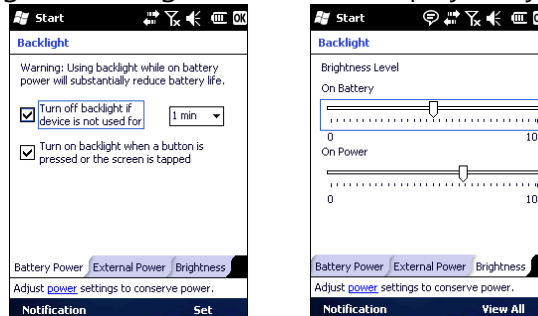 Start OK
Backlight
Warning: Using backlight while on battery
power will substantially reduce battery life.
Turn off backlight if
device is not used for
1 min
Turn on backlight when a button is
pressed or the screen is tapped
Battery Power External Power Brightness
Adjust power settings to conserve power.
Notification Set
Start
Backlight
Brightness Level
On Battery
0 10
On Power
0 10
Battery Power External Power Brightness
Adjust power settings to conserve power.
Notification View All